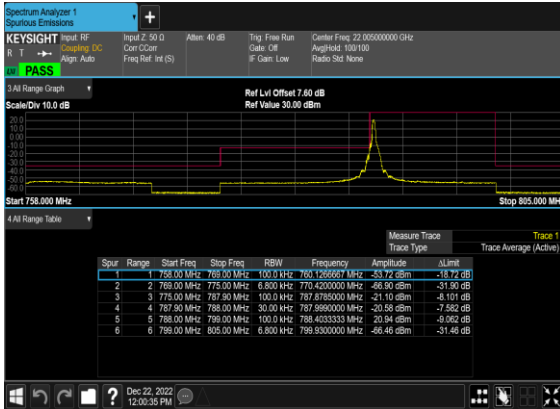 Spectrum Analyzer 1
Spurious Emissions
KEYSIGHT Input: RF Input Z: 50 Ω Atten: 40 dB Trig: Free Run Center Freq: 22.005000000 GHz
R T Coupling: DC Corr CCorr Gate: Off Avg|Hold: 100/100
Align: Auto Freq Ref: Int (S) IF Gain: Low Radio Std: None
PASS
3 All Range Graph Ref Lvl Offset 7.60 dB
Scale/Div 10.0 dB Ref Value 30.00 dBm
20.0
10.0
0.00
-10.0
-20.0
-30.0
-40.0
-50.0
-60.0
Start 758.000 MHz Stop 805.000 MH
4 All Range Table
Measure Trace Trace 1
Trace Type Trace Average (Active)
Spur Range Start Freq Stop Freq RBW Frequency Amplitude ΔLimit
1 1 758.00 MHz 769.00 MHz 100.0 kHz 760.1266667 MHz -53.72 dBm -18.72 dB
2 2 769.00 MHz 775.00 MHz 6.800 kHz 770.4200000 MHz -66.90 dBm -31.90 dB
3 3 775.00 MHz 787.90 MHz 100.0 kHz 787.8785000 MHz -21.10 dBm -8.101 dB
4 4 787.90 MHz 788.00 MHz 30.00 kHz 787.9990000 MHz -20.58 dBm -7.582 dB
5 5 788.00 MHz 799.00 MHz 100.0 kHz 788.4033333 MHz 20.94 dBm -9.062 dB
6 6 799.00 MHz 805.00 MHz 6.800 kHz 799.9300000 MHz -66.46 dBm -31.46 dB
Dec 22, 2022
12:00:35 PM